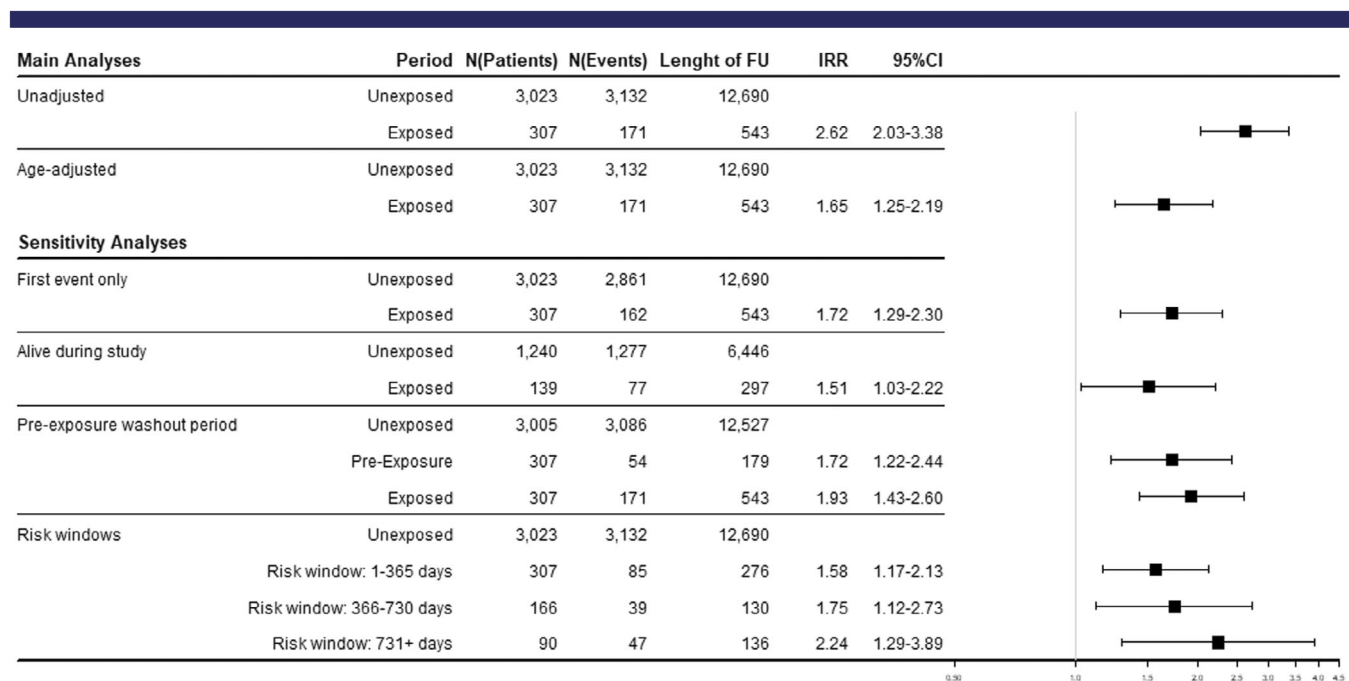 Main Analyses Period N(Patients) N(Events) Lenght of FU IRR 95%CI
Unadjusted Unexposed 3,023 3,132 12,690
Exposed 307 171 543 2.62 2.03-3.38
Age-adjusted Unexposed 3,023 3,132 12,690
Exposed 307 171 543 1.65 1.25-2.19
Sensitivity Analyses
First event only Unexposed 3,023 2,861 12,690
Exposed 307 162 543 1.72 1.29-2.30
Alive during study Unexposed 1,240 1,277 6,446
Exposed 139 77 297 1.51 1.03-2.22
Pre-exposure washout period Unexposed 3,005 3,086 12,527
Pre-Exposure 307 54 179 1.72 1.22-2.44
Exposed 307 171 543 1.93 1.43-2.60
Risk windows Unexposed 3,023 3,132 12,690
Risk window: 1-365 days 307 85 276 1.58 1.17-2.13
Risk window: 366-730 days 166 39 130 1.75 1.12-2.73
Risk window: 731+ days 90 47 136 2.24 1.29-3.89
0.50 1.0 1.5 2.0 2.5 3.0 3.5 4.0 4.5